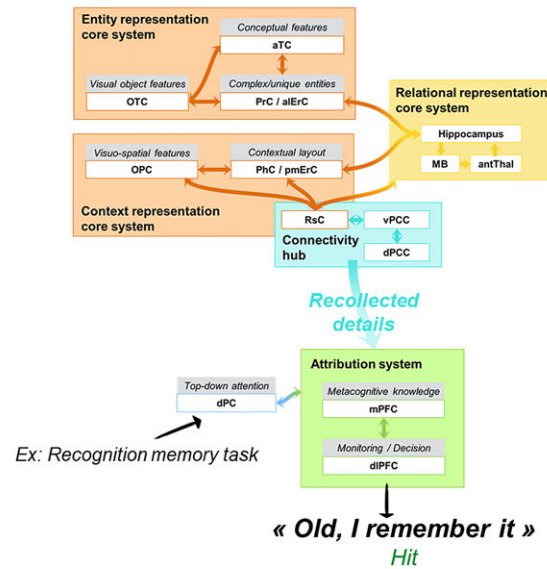 Entity representation
core system
Conceptual features
aTC
Visual object features
OTC
Complex/unique entities
PrC / alErC
Relational representation
core system
Hippocampus
MB
antThal
Visuo-spatial features
OPC
Contextual layout
PhC / pmErC
Context representation
core system
RsC
vPCC
Connectivity
hub
dPCC
Recollected
details
Attribution system
Top-down attention
dPC
Metacognitive knowledge
mPFC
Monitoring / Decision
dlPFC
Ex: Recognition memory task
« Old, I remember it »
Hit